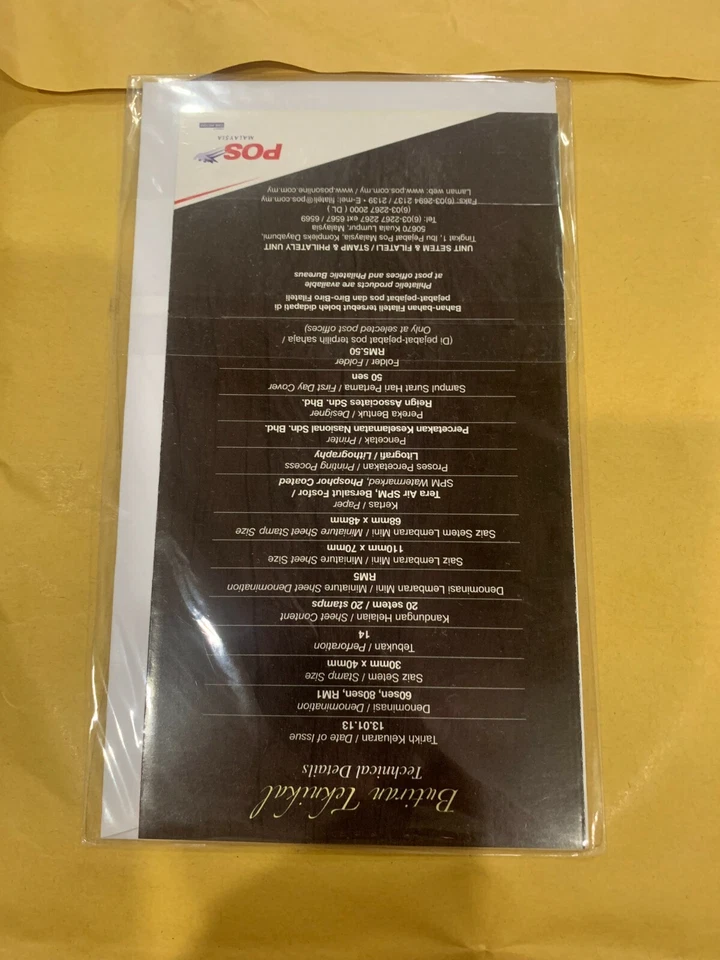 Butiran Teknikal
Technical Details
Tarikh Keluaran / Date of Issue
13.01.13
Denominasi / Denomination
60sen, 80sen, RM1
Saiz Setem / Stamp Size
30mm x 40mm
Tebukan / Perforation
14
Kandungan / Helaian / Sheet Content
20 setem / 20 stamps
Denominasi Lembaran Mini / Miniature Sheet Denomination
RM5
Saiz Lembaran Mini / Miniature Sheet Size
110mm x 70mm
Saiz Setem Lembaran Mini / Miniature Sheet Stamp Size
68mm x 48mm
Kertas / Paper
Tera Air SPM, Bersalut Fosfor /
SPM Watermarked, Phosphor Coated
Proses Percetakan / Printing Pocess
Litografi / Lithography
Pencetak / Printer
Percetakan Keselamatan Nasional Sdn. Bhd.
Pereka Bentuk / Designer
Reign Associates Sdn. Bhd.
Sampul Surat Hari Pertama / First Day Cover
50 sen
Folder / Folder
RM5.50
(Di pejabat-pejabat pos terpilih sahaja /
Only at selected post offices)
Bahan-bahan Filateli tersebut boleh didapati di
pejabat-pejabat pos dan Biro-Biro Filateli
Philatelic products are available
at post offices and Philatelic Bureaus
UNIT SETEM & FILATELI / STAMP & PHILATELY UNIT
Tingkat 1, Ibu Pejabat Pos Malaysia, Kompleks Dayabumi,
50670 Kuala Lumpur, Malaysia
Tel: (6)03-2267 2267 ext 6567 / 6569
(6)03-2267 2000 ( DL )
Faks: (6)03-2694 2137 / 2139 • E-mel: filateli@pos.com.my
Laman web: www.pos.com.my / www.posonline.com.my
POS
MALAYSIA